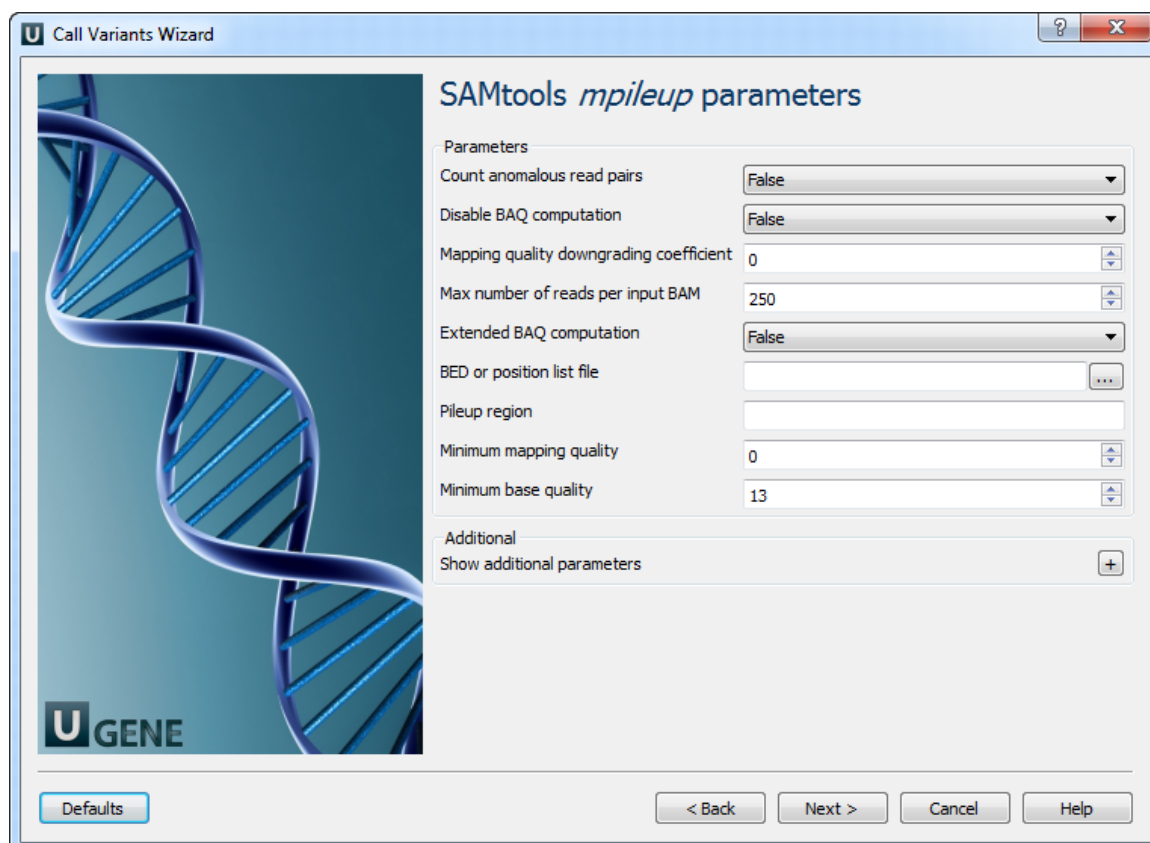 Call Variants Wizard
SAMtools mpileup parameters
Parameters
Count anomalous read pairs False
Disable BAQ computation False
Mapping quality downgrading coefficient 0
Max number of reads per input BAM 250
Extended BAQ computation False
BED or position list file ...
Pileup region
Minimum mapping quality 0
Minimum base quality 13
Additional
Show additional parameters +
U GENE
Defaults < Back Next > Cancel Help